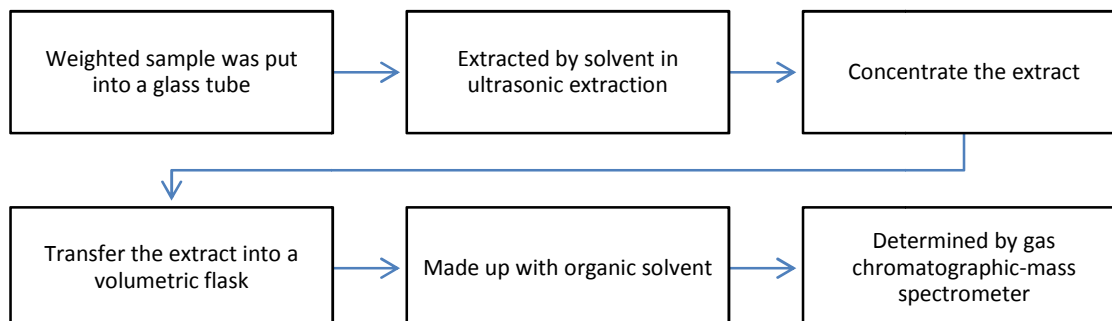 Weighted sample was put
into a glass tube
Extracted by solvent in
ultrasonic extraction
Concentrate the extract
Transfer the extract into a
volumetric flask
Made up with organic solvent
Determined by gas
chromatographic-mass
spectrometer